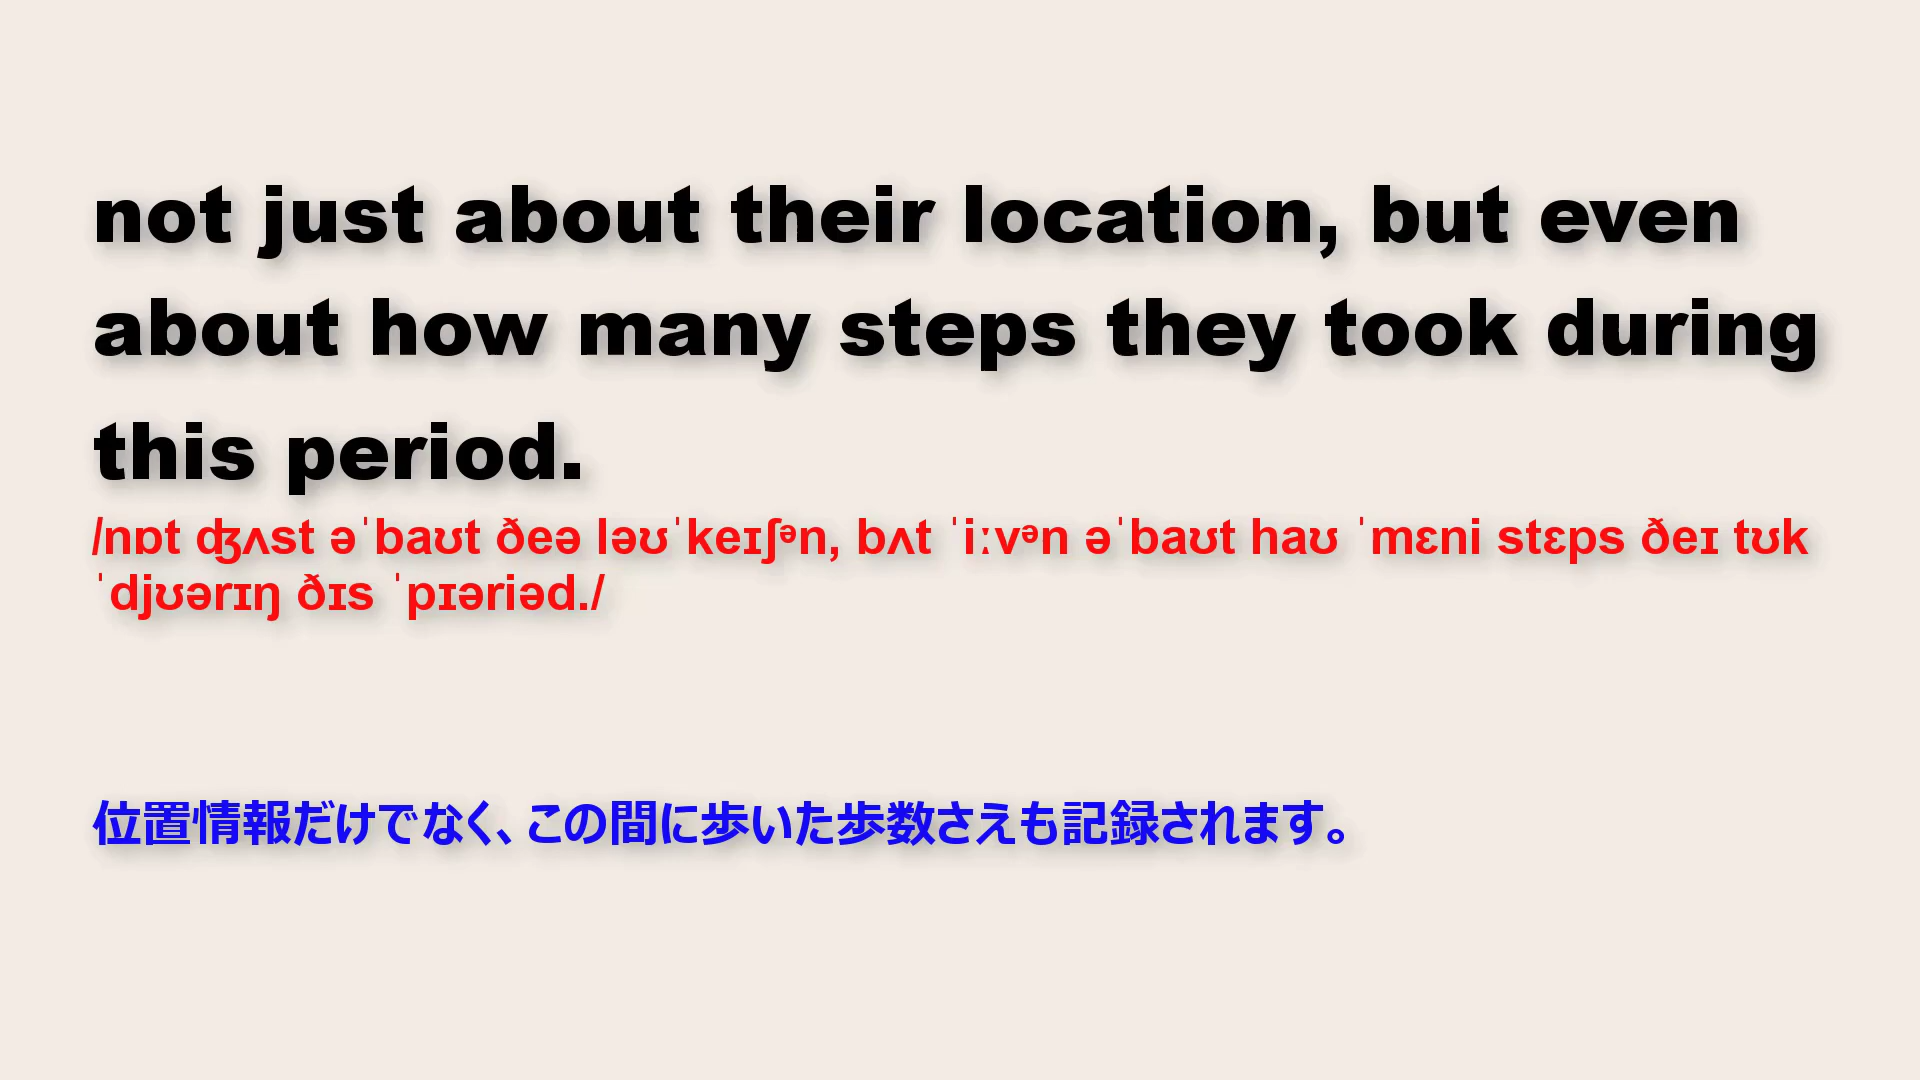 not just about their location, but even
about how many steps they took during
this period.
/nɒt ʤʌst əˈbaʊt ðeə ləʊˈkeɪʃᵊn, bʌt ˈiːvᵊn əˈbaʊt haʊ ˈmɛni stɛps ðeɪ tʊk
ˈdjʊərɪŋ ðɪs ˈpɪəriəd./
位置情報だけでなく、この間に歩いた歩数さえも記録されます。